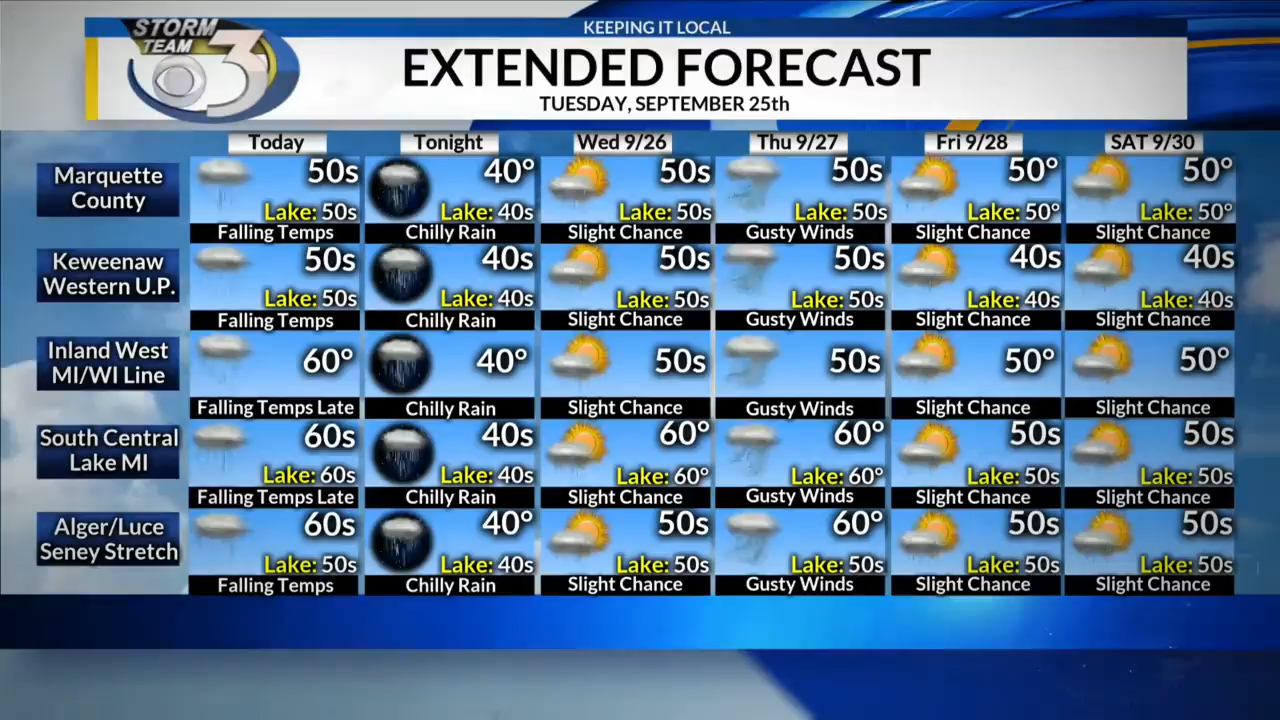 STORM
TEAM
3
KEEPING IT LOCAL
EXTENDED FORECAST
TUESDAY, SEPTEMBER 25th
Today Tonight Wed 9/26 Thu 9/27 Fri 9/28 SAT 9/30
Marquette
County
50s 40° 50s 50s 50° 50°
Lake: 50s Lake: 40s Lake: 50s Lake: 50s Lake: 50° Lake: 50°
Falling Temps Chilly Rain Slight Chance Gusty Winds Slight Chance Slight Chance
Keweenaw
Western U.P.
50s 40s 50s 50s 40s 40s
Lake: 50s Lake: 40s Lake: 50s Lake: 50s Lake: 40s Lake: 40s
Falling Temps Chilly Rain Slight Chance Gusty Winds Slight Chance Slight Chance
Inland West
MI/WI Line
60° 40° 50s 50s 50° 50°
Falling Temps Late Chilly Rain Slight Chance Gusty Winds Slight Chance Slight Chance
South Central
Lake MI
60s 40s 60° 60° 50s 50s
Lake: 60s Lake: 40s Lake: 60° Lake: 60° Lake: 50s Lake: 50s
Falling Temps Late Chilly Rain Slight Chance Gusty Winds Slight Chance Slight Chance
Alger/Luce
Seney Stretch
60s 40° 50s 60° 50s 50s
Lake: 50s Lake: 40s Lake: 50s Lake: 50s Lake: 50s Lake: 50s
Falling Temps Chilly Rain Slight Chance Gusty Winds Slight Chance Slight Chance